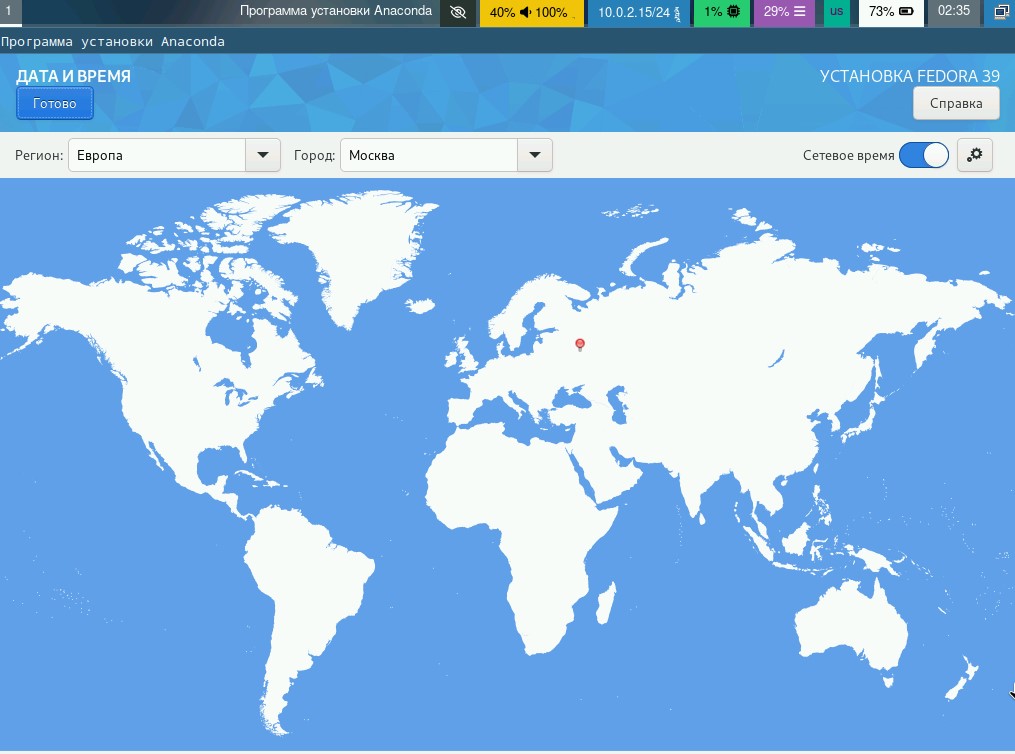 1 Программа установки Anaconda 40% 100% 10.0.2.15/24 1% 29% us 73% 02:35
Программа установки Anaconda
ДАТА И ВРЕМЯ УСТАНОВКА FEDORA 39
Готово Справка
Регион: Европа Город: Москва Сетевое время